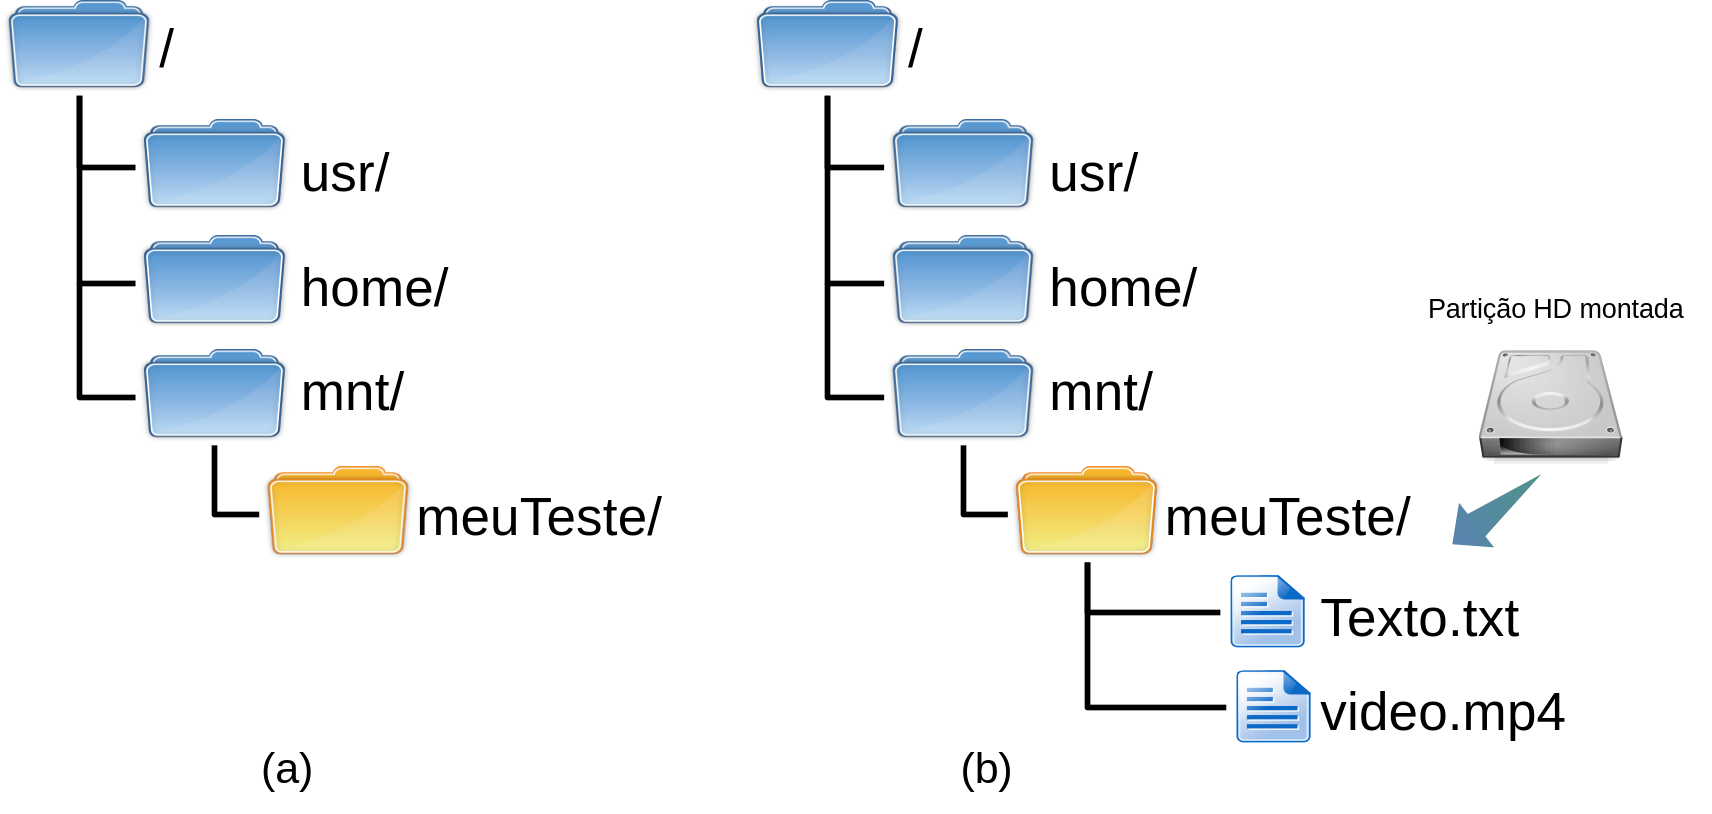 /
usr/
home/
mnt/
meuTeste/
(a)
/
usr/
home/
mnt/
meuTeste/
Partição HD montada
Texto.txt
video.mp4
(b)